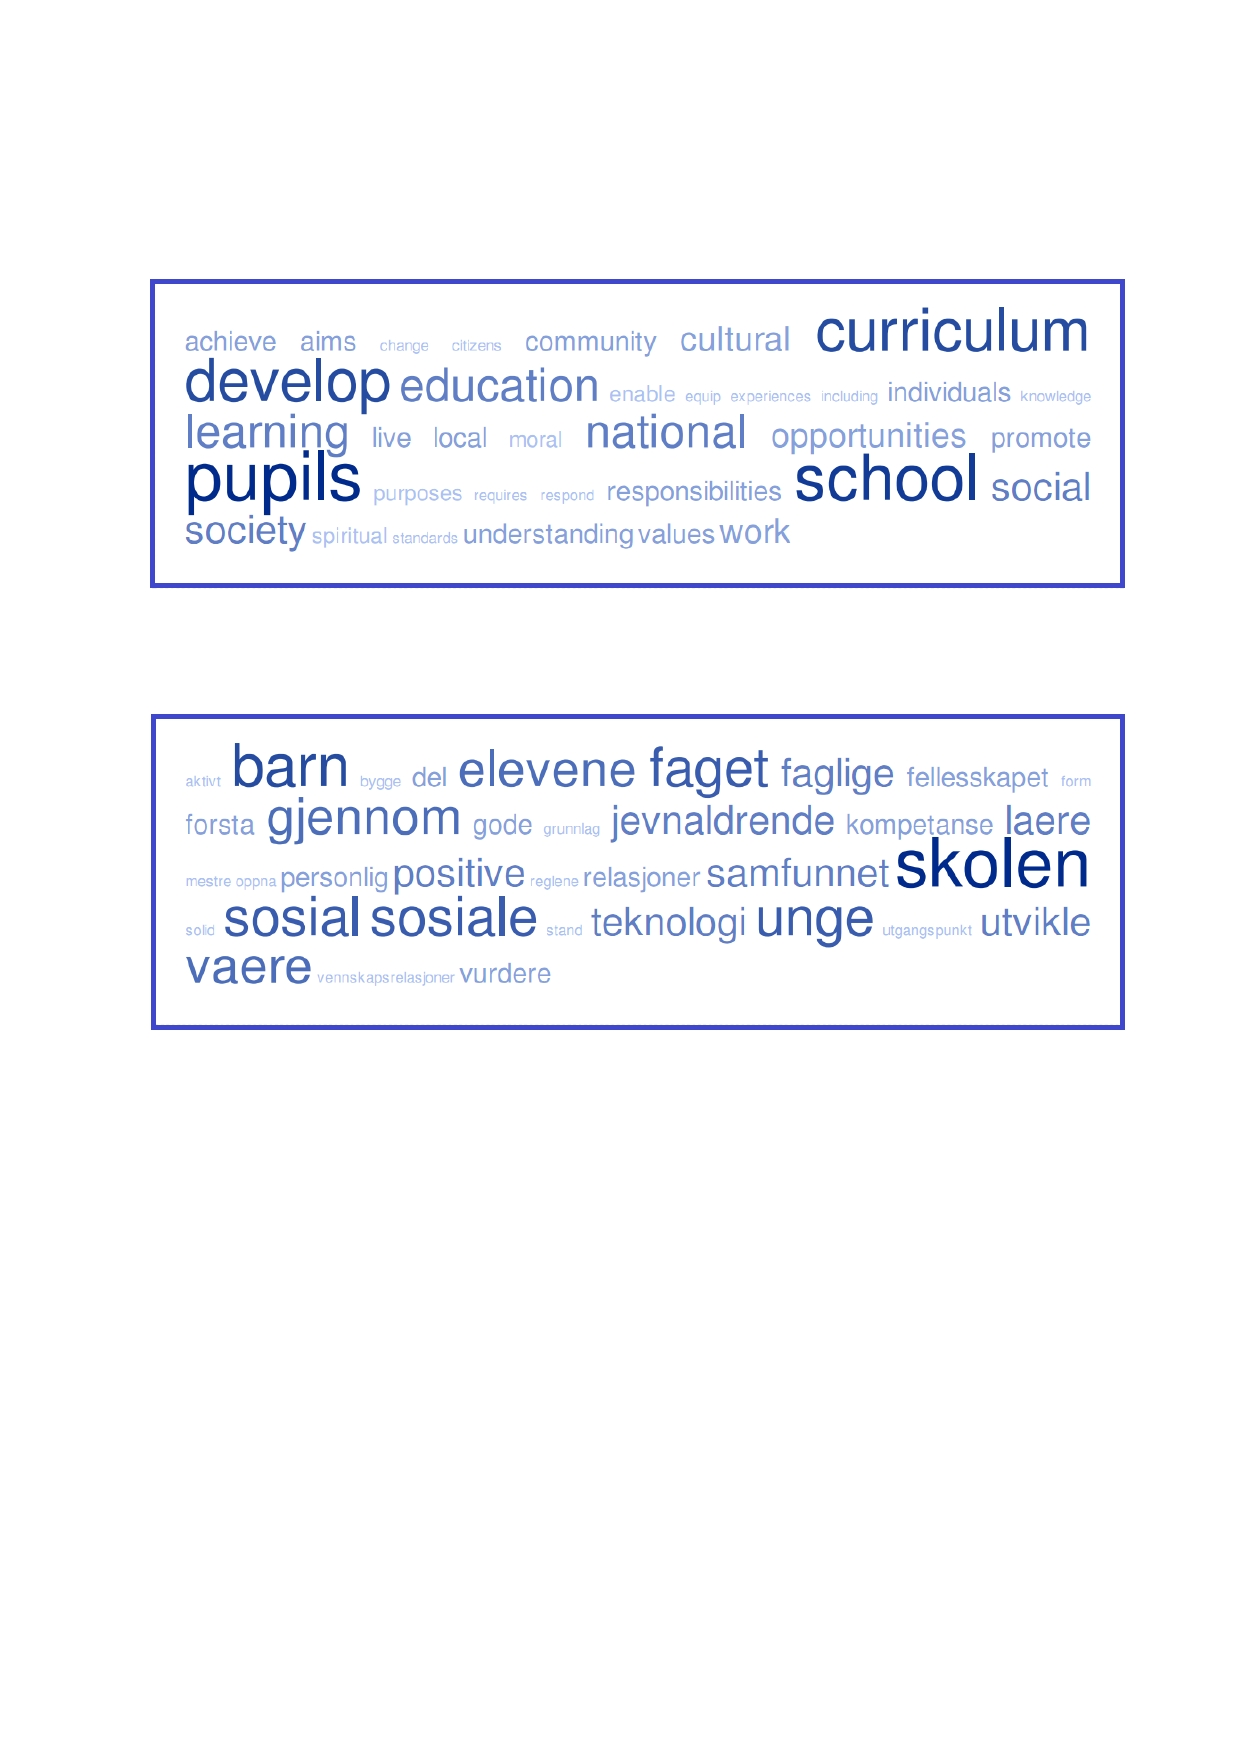 achieve aims change citizens community cultural curriculum
develop education enable equip experiences including individuals knowledge
learning live local moral national opportunities promote
pupils purposes requires respond responsibilities school social
society spiritual standards understanding values work
aktivt barn bygge del elevene faget faglige fellesskapet form
forsta gjennom gode grunnlag jevnaldrende kompetanse laere
mestre oppna personlig positive reglene relasjoner samfunnet skolen
solid sosial sosiale stand teknologi unge utgangspunkt utvikle
vaere vennskapsrelasjoner vurdere